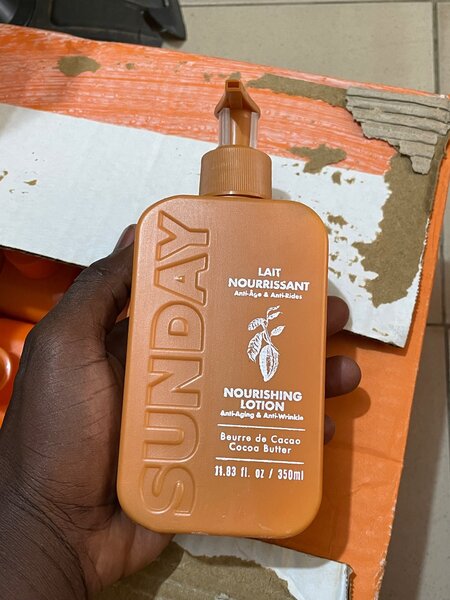 SUNDAY
LAIT
NOURRISSANT
Anti-Âge & Anti-Rides
NOURISHING
LOTION
Anti-Aging & Anti-Wrinkle
Beurre de Cacao
Cocoa Butter
11.83 fl. oz / 350ml